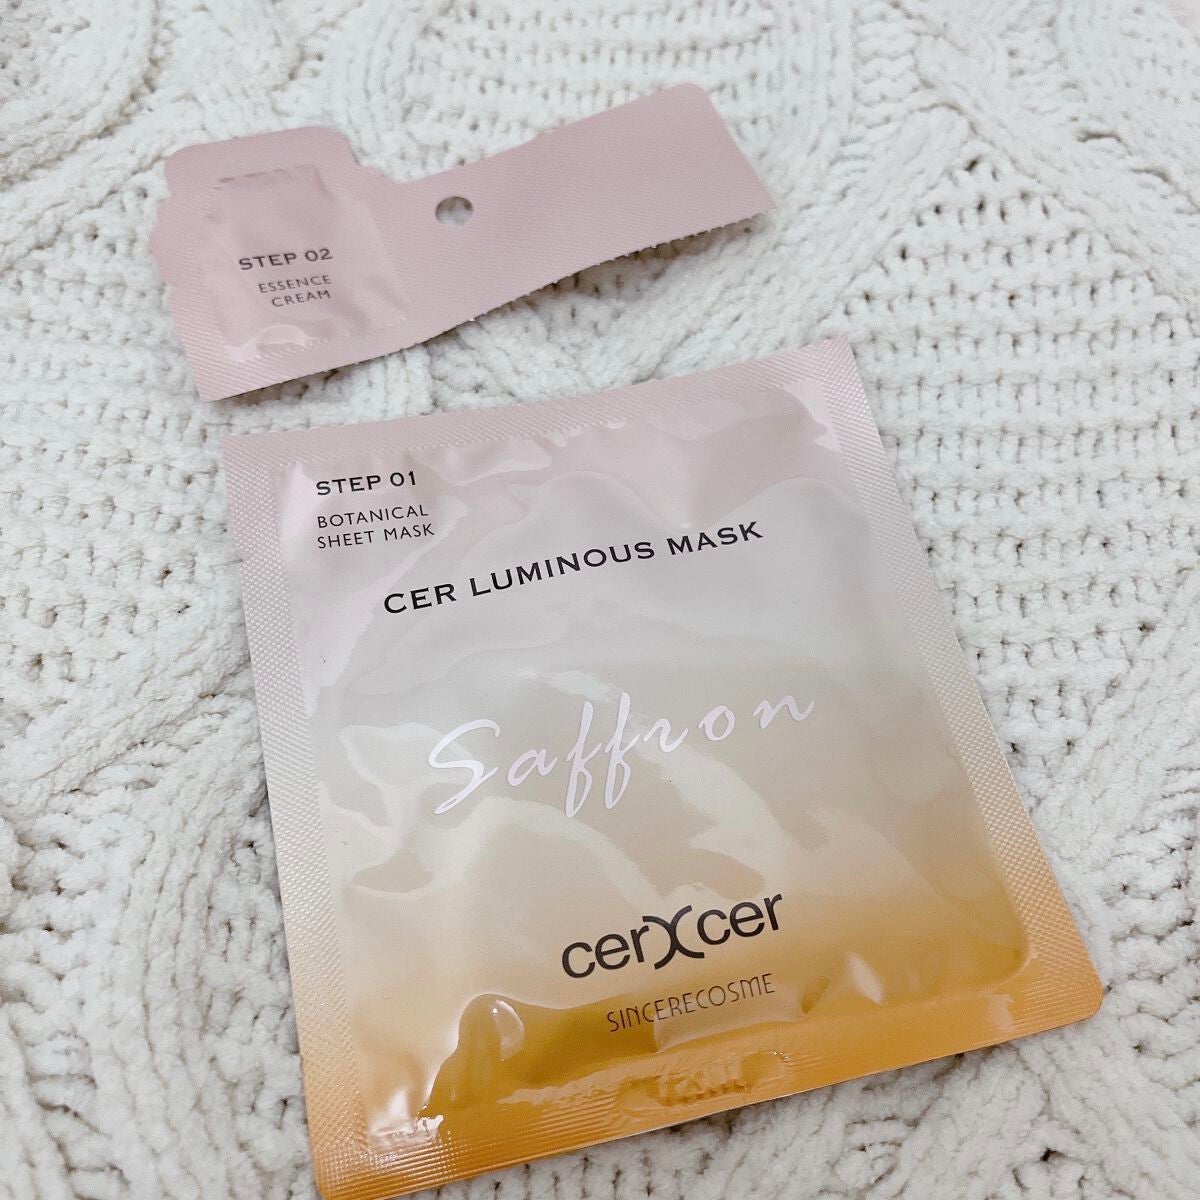 STEP 02
ESSENCE
CREAM
STEP 01
BOTANICAL
SHEET MASK
CER LUMINOUS MASK
Saffron
cerXcer
SINCERECOSME